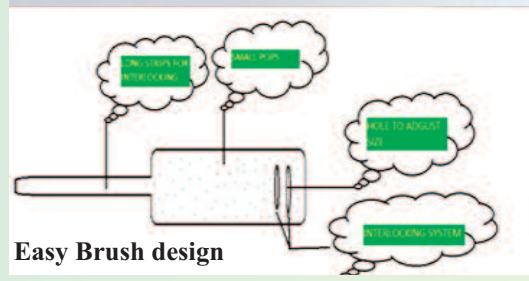 LONG STRIPS FOR
INTERLOCKING
SMALL POPS
HOLE TO ADGUST
SIZE
INTERLOCKING SYSTEM
Easy Brush design